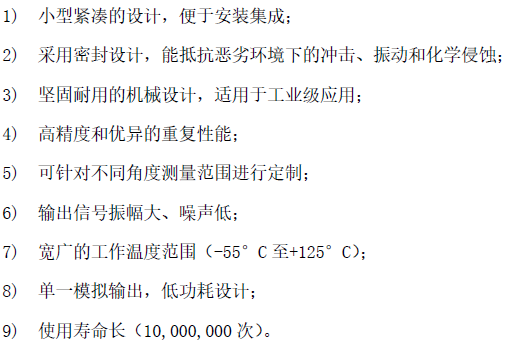 1) 小型紧凑的设计，便于安装集成；
2) 采用密封设计，能抵抗恶劣环境下的冲击、振动和化学侵蚀；
3) 坚固耐用的机械设计，适用于工业级应用；
4) 高精度和优异的重复性能；
5) 可针对不同角度测量范围进行定制；
6) 输出信号振幅大、噪声低；
7) 宽广的工作温度范围（-55°C至+125°C）；
8) 单一模拟输出，低功耗设计；
9) 使用寿命长（10,000,000次）。